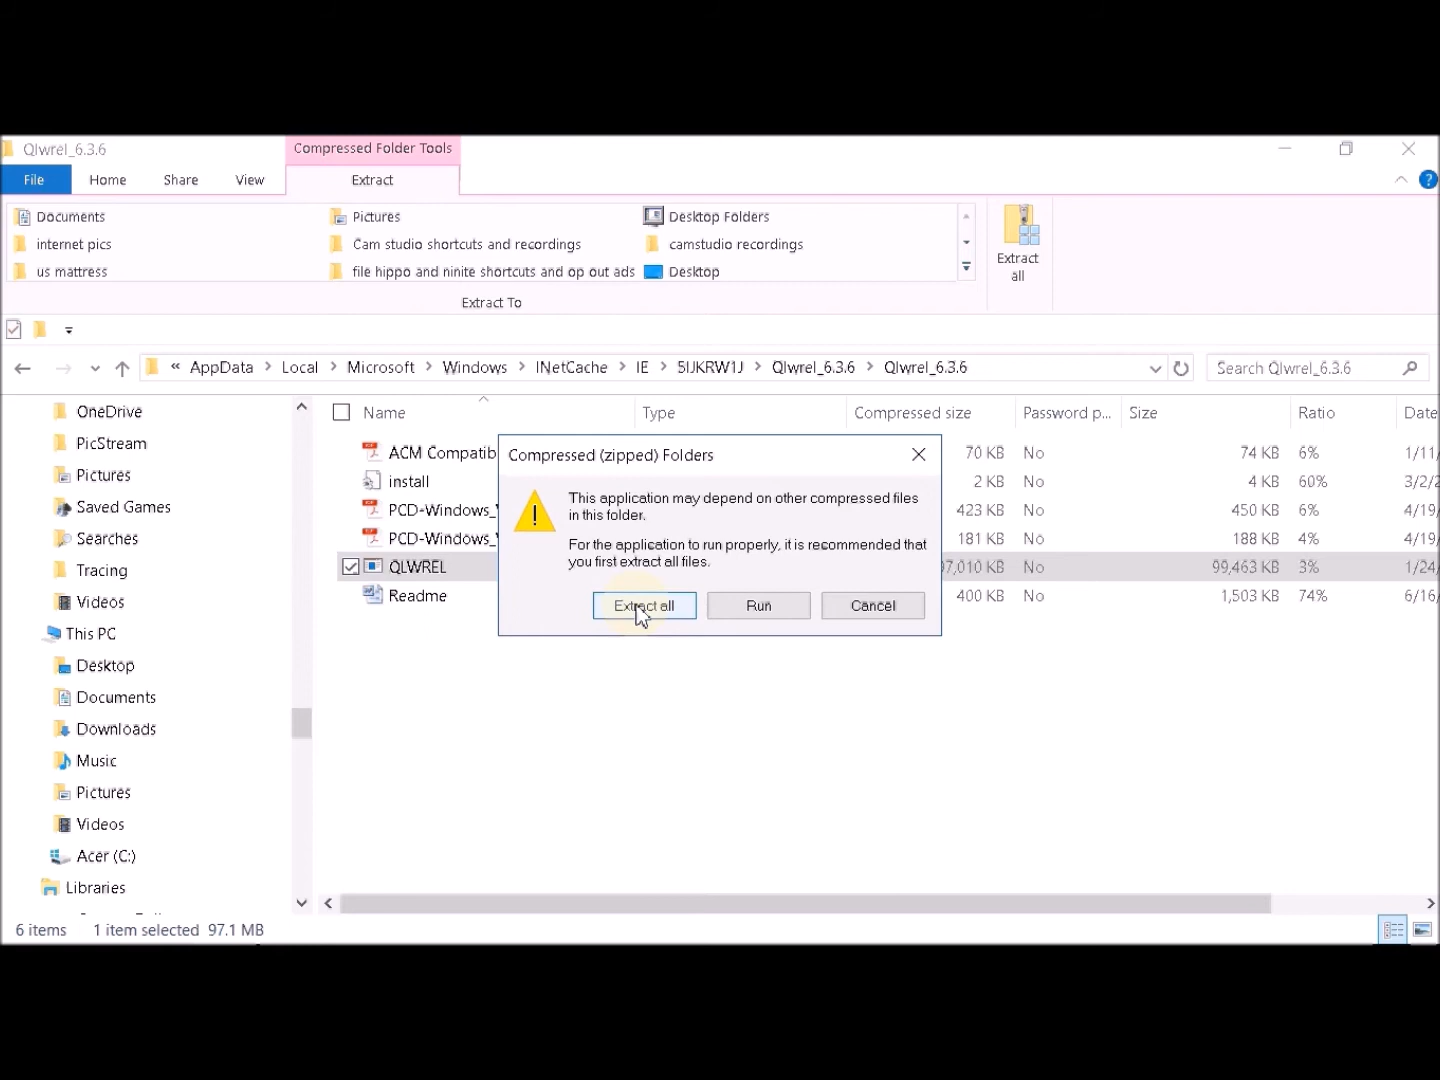 Qlwrel_6.3.6
Compressed Folder Tools
File
Home
Share
View
Extract
Documents
Pictures
Desktop Folders
internet pics
Cam studio shortcuts and recordings
camstudio recordings
us mattress
file hippo and ninite shortcuts and op out ads
Desktop
Extract all
Extract To
« AppData > Local > Microsoft > Windows > INetCache > IE > 5IJKRW1J > Qlwrel_6.3.6 > Qlwrel_6.3.6
Search Qlwrel_6.3.6
OneDrive
PicStream
Pictures
Saved Games
Searches
Tracing
Videos
This PC
Desktop
Documents
Downloads
Music
Pictures
Videos
Acer (C:)
Libraries
Name Type Compressed size Password p... Size Ratio Date
ACM Compatib 70 KB No 74 KB 6% 1/11/
install 2 KB No 4 KB 60% 3/2/2
PCD-Windows_ 423 KB No 450 KB 6% 4/19/
PCD-Windows_ 181 KB No 188 KB 4% 4/19/
QLWREL 7,010 KB No 99,463 KB 3% 1/24/
Readme 400 KB No 1,503 KB 74% 6/16/
Compressed (zipped) Folders
This application may depend on other compressed files
in this folder.
For the application to run properly, it is recommended that
you first extract all files.
Extract all
Run
Cancel
6 items 1 item selected 97.1 MB